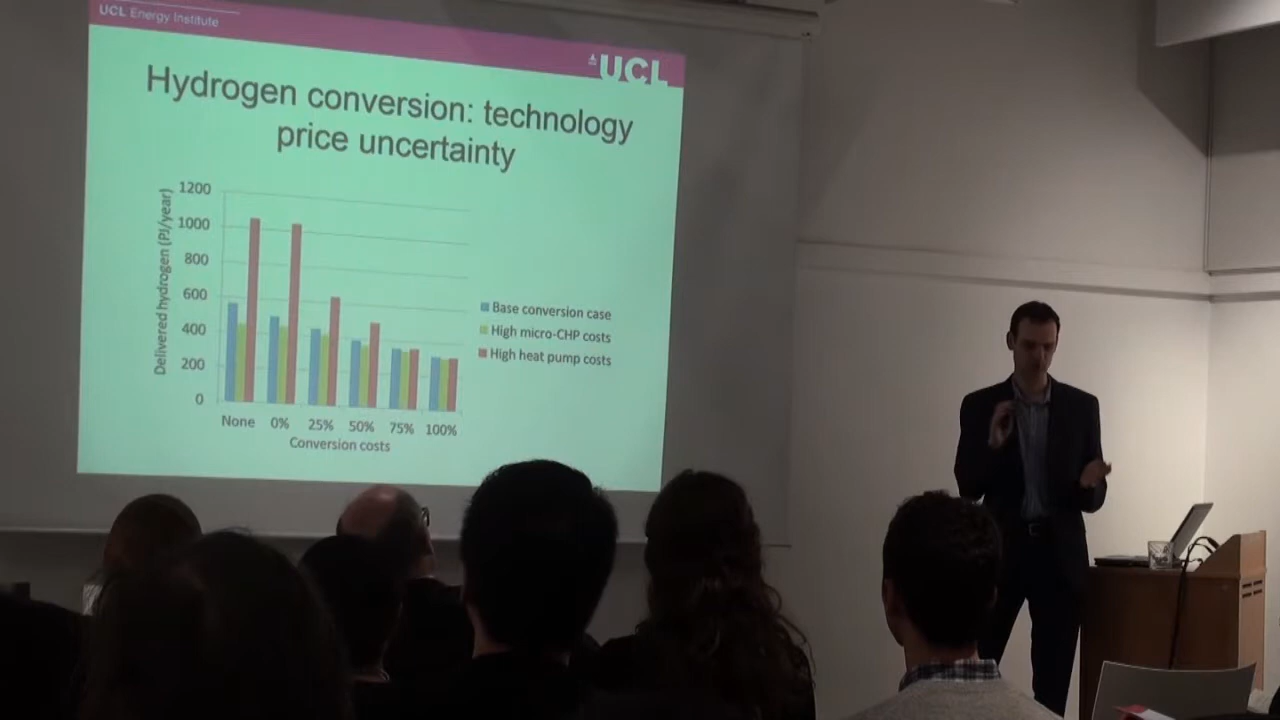 UCL Energy Institute
UCL
Hydrogen conversion: technology
price uncertainty
Delivered hydrogen (PJ/year)
1200
1000
800
600
400
200
0
None 0% 25% 50% 75% 100%
Conversion costs
Base conversion case
High micro-CHP costs
High heat pump costs